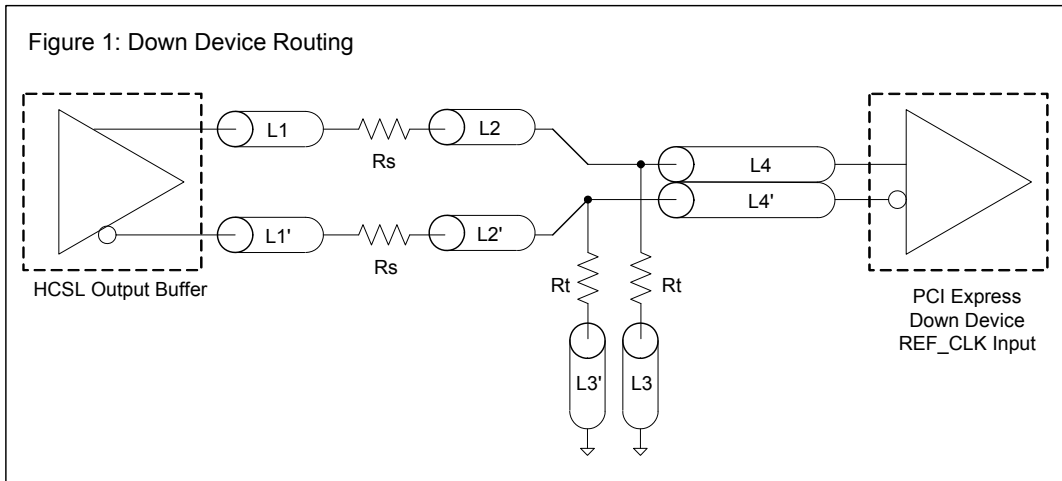 Figure 1: Down Device Routing
L1
L2
Rs
L4
L4'
L1'
L2'
Rs
HCSL Output Buffer
Rt
Rt
L3'
L3
PCI Express
Down Device
REF_CLK Input